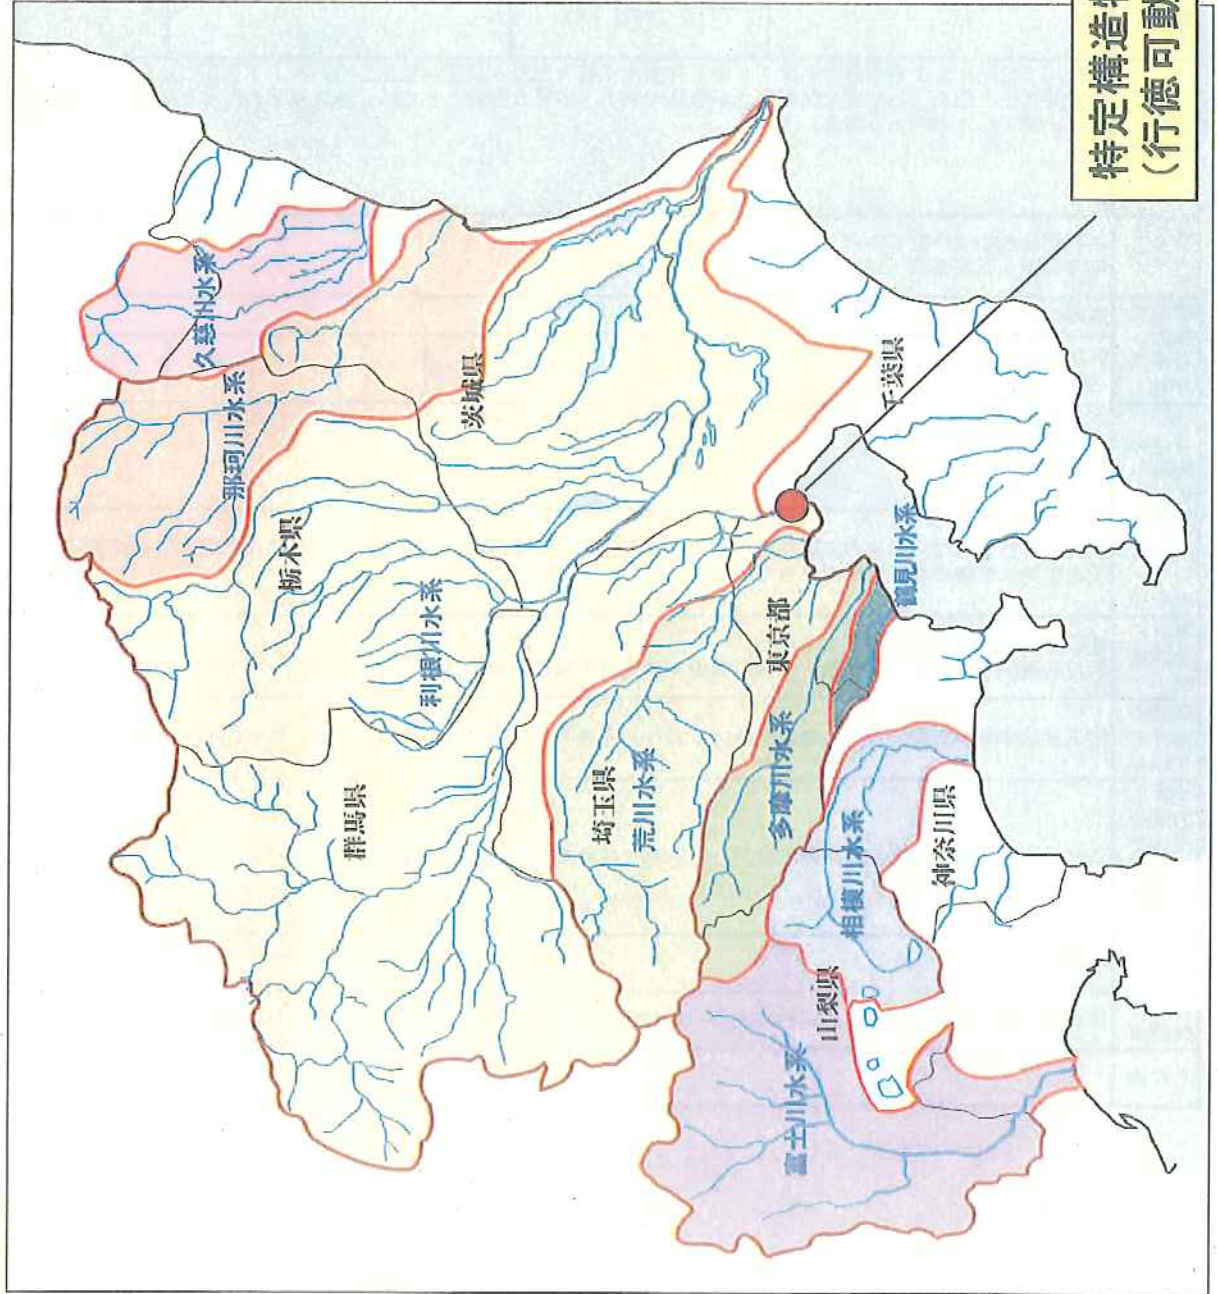 特定構造物
（行徳可動
久慈川水系
那珂川水系
茨城県
栃木県
利根川水系
群馬県
千葉県
鶴見川水系
東京都
埼玉県
荒川水系
多摩川水系
相模川水系
神奈川県
山梨県
富士川水系